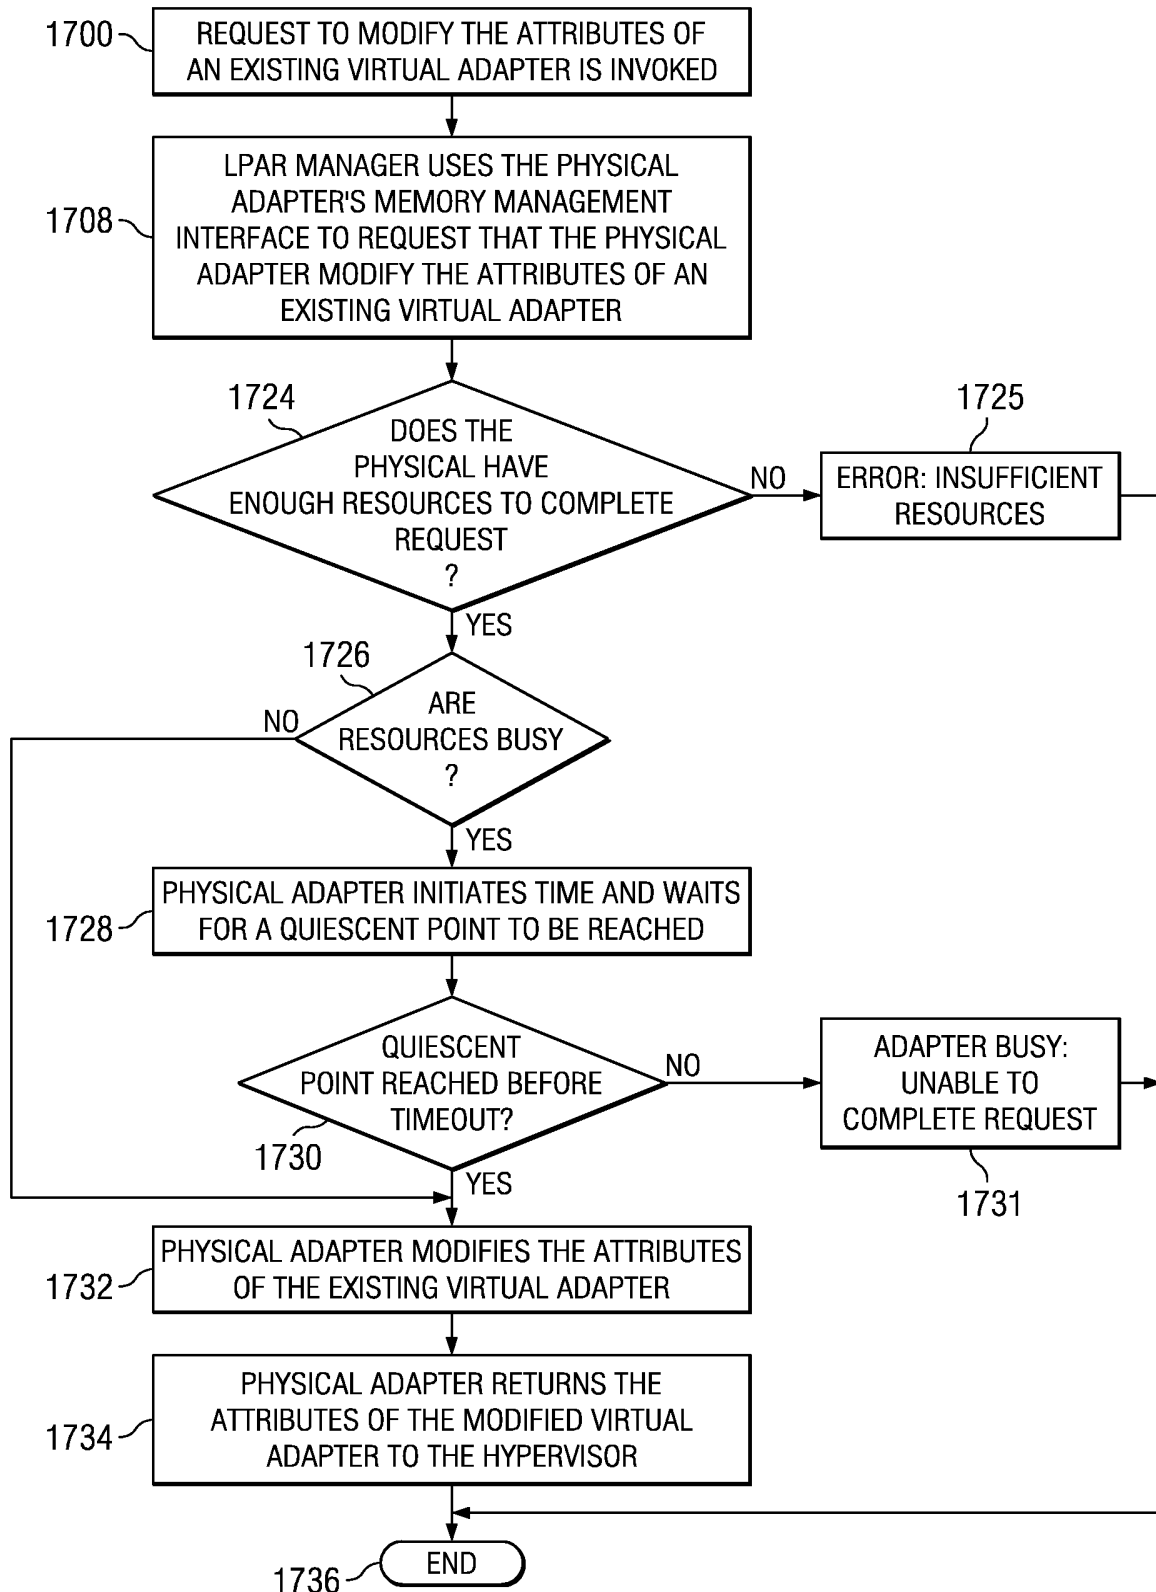 1700
REQUEST TO MODIFY THE ATTRIBUTES OF
AN EXISTING VIRTUAL ADAPTER IS INVOKED
1708
LPAR MANAGER USES THE PHYSICAL
ADAPTER'S MEMORY MANAGEMENT
INTERFACE TO REQUEST THAT THE PHYSICAL
ADAPTER MODIFY THE ATTRIBUTES OF AN
EXISTING VIRTUAL ADAPTER
1724
DOES THE
PHYSICAL HAVE
ENOUGH RESOURCES TO COMPLETE
REQUEST
?
NO
1725
ERROR: INSUFFICIENT
RESOURCES
YES
1726
ARE
RESOURCES BUSY
?
NO
YES
1728
PHYSICAL ADAPTER INITIATES TIME AND WAITS
FOR A QUIESCENT POINT TO BE REACHED
QUIESCENT
POINT REACHED BEFORE
TIMEOUT?
1730
NO
ADAPTER BUSY:
UNABLE TO
COMPLETE REQUEST
1731
YES
1732
PHYSICAL ADAPTER MODIFIES THE ATTRIBUTES
OF THE EXISTING VIRTUAL ADAPTER
1734
PHYSICAL ADAPTER RETURNS THE
ATTRIBUTES OF THE MODIFIED VIRTUAL
ADAPTER TO THE HYPERVISOR
END
1736